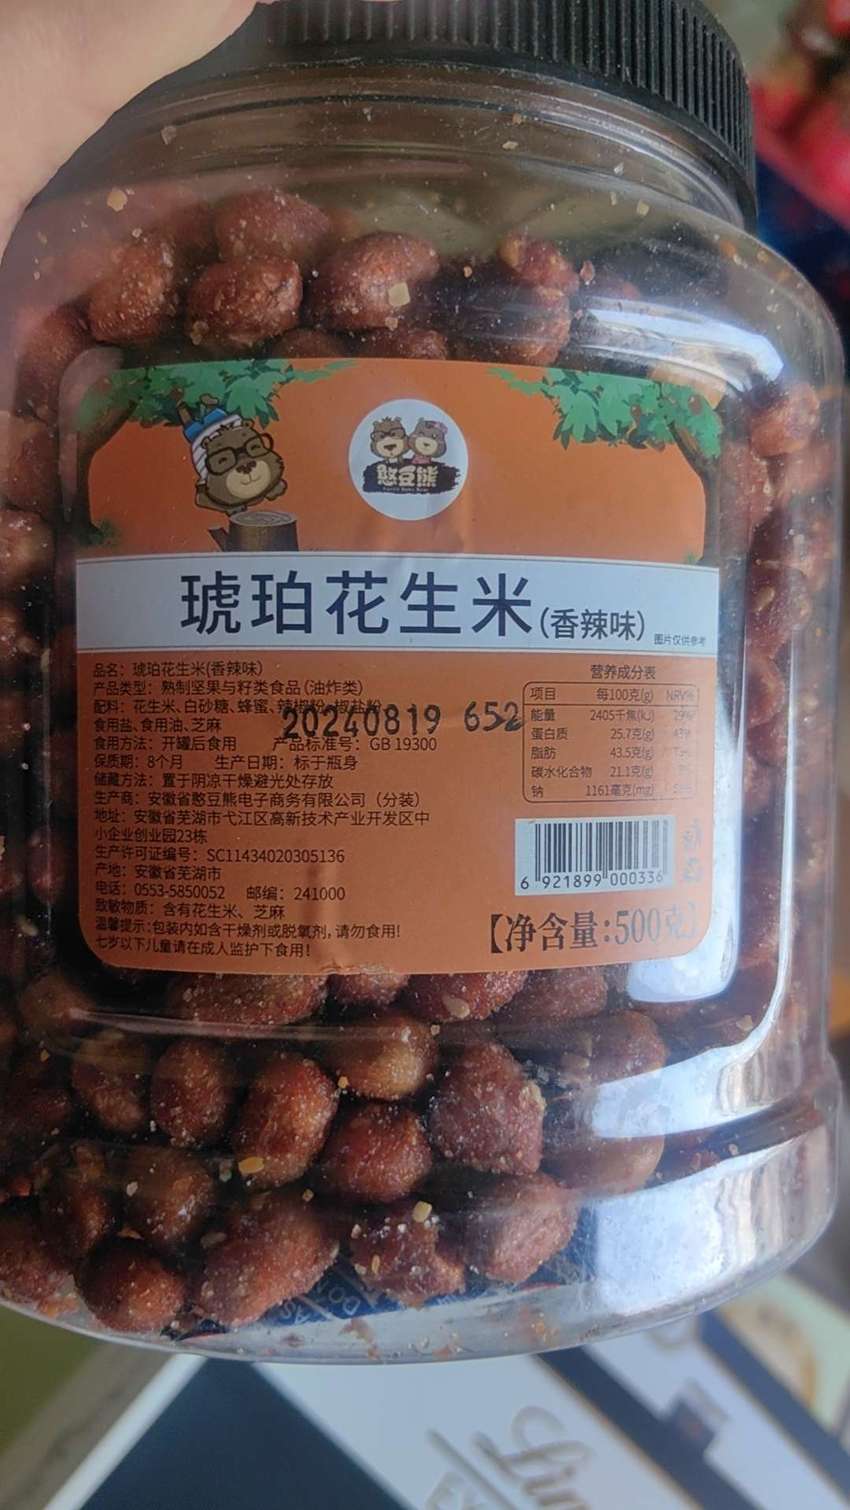 憨豆熊
琥珀花生米(香辣味)
图片仅供参考
品名：琥珀花生米(香辣味)
产品类型：熟制坚果与籽类食品（油炸类）
配料：花生米、白砂糖、蜂蜜、辣椒粉、椒盐粉、
食用盐、食用油、芝麻
20240819 652
食用方法：开罐后食用 产品标准号：GB 19300
保质期：8个月 生产日期：标于瓶身
储藏方法：置于阴凉干燥避光处存放
生产商：安徽省憨豆熊电子商务有限公司（分装）
地址：安徽省芜湖市弋江区高新技术产业开发区中
小企业创业园23栋
生产许可证编号：SC11434020305136
产地：安徽省芜湖市
电话：0553-5850052 邮编：241000
致敏物质：含有花生米、芝麻
温馨提示：包装内如含干燥剂或脱氧剂，请勿食用!
七岁以下儿童请在成人监护下食用!
营养成分表
项目 每100克(g) NRV%
能量 2405千焦(kJ) 29%
蛋白质 25.7克(g) 43%
脂肪 43.5克(g)
碳水化合物 21.1克(g)
钠 1161毫克(mg)
6 921899 000336
【净含量:500克】